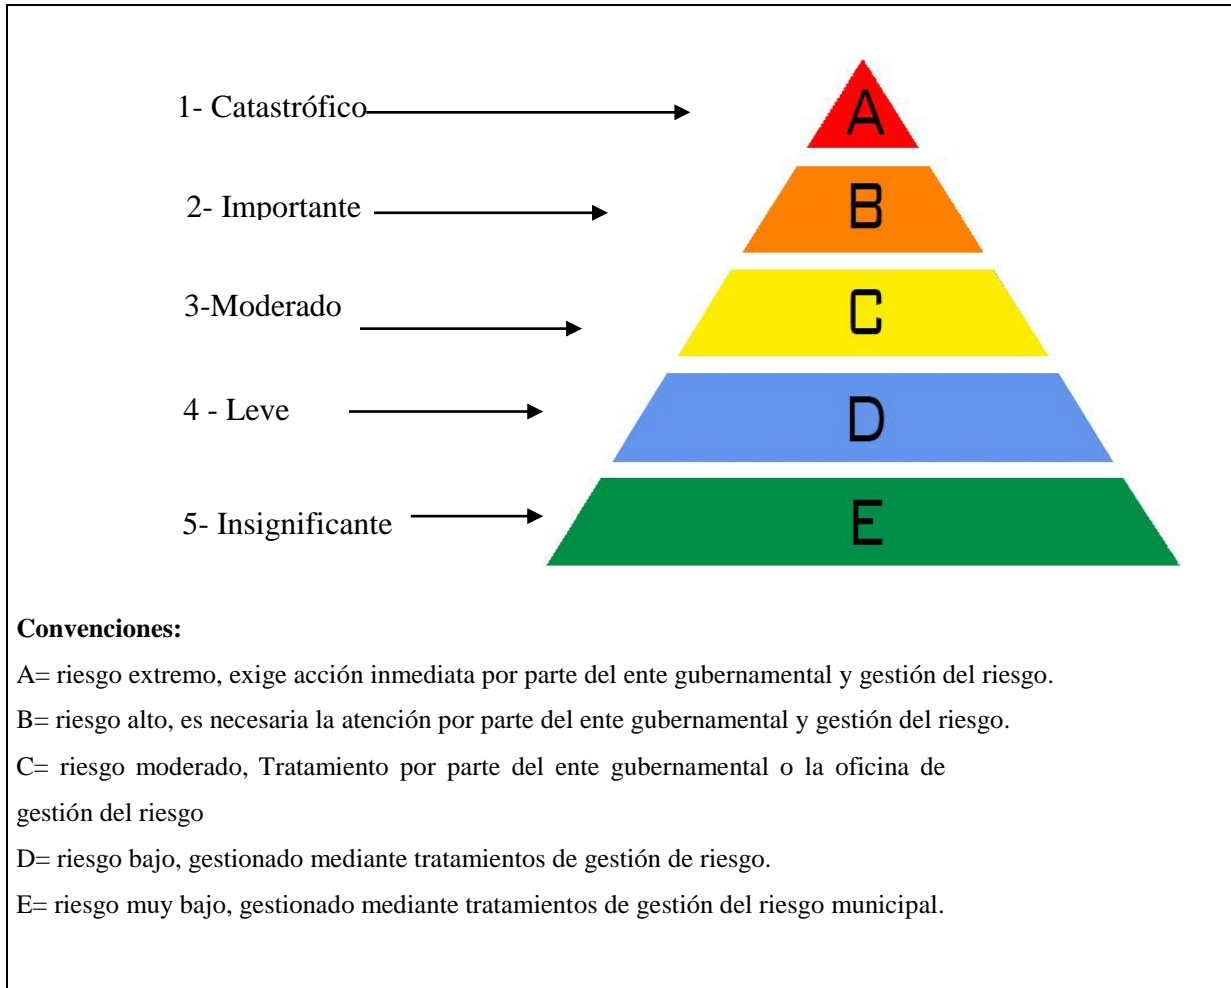 1- Catastrófico
A
2- Importante
B
3-Moderado
C
4 - Leve
D
5- Insignificante
E
Convenciones:
A= riesgo extremo, exige acción inmediata por parte del ente gubernamental y gestión del riesgo.
B= riesgo alto, es necesaria la atención por parte del ente gubernamental y gestión del riesgo.
C= riesgo moderado, Tratamiento por parte del ente gubernamental o la oficina de
gestión del riesgo
D= riesgo bajo, gestionado mediante tratamientos de gestión de riesgo.
E= riesgo muy bajo, gestionado mediante tratamientos de gestión del riesgo municipal.